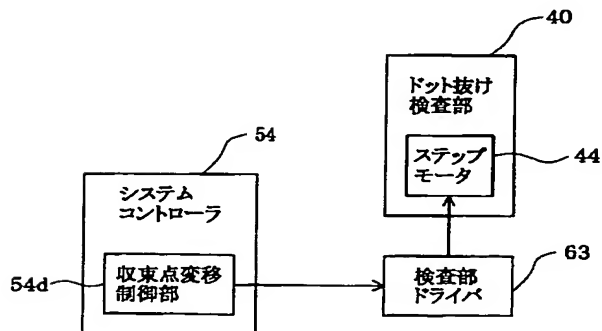 40
ドット抜け
検査部
ステップ
モータ
44
54
システム
コントローラ
54d
収束点変移
制御部
検査部
ドライバ
63